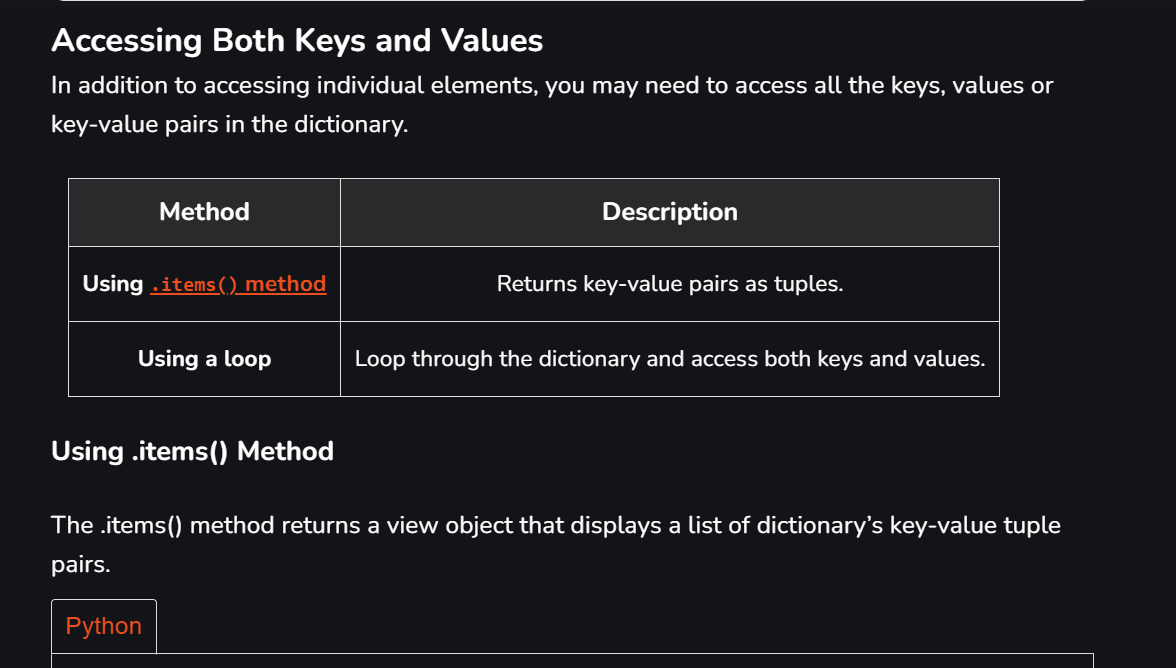 Accessing Both Keys and Values
In addition to accessing individual elements, you may need to access all the keys, values or
key-value pairs in the dictionary.
Method Description
Using .items() method Returns key-value pairs as tuples.
Using a loop Loop through the dictionary and access both keys and values.
Using .items() Method
The .items() method returns a view object that displays a list of dictionary’s key-value tuple
pairs.
Python